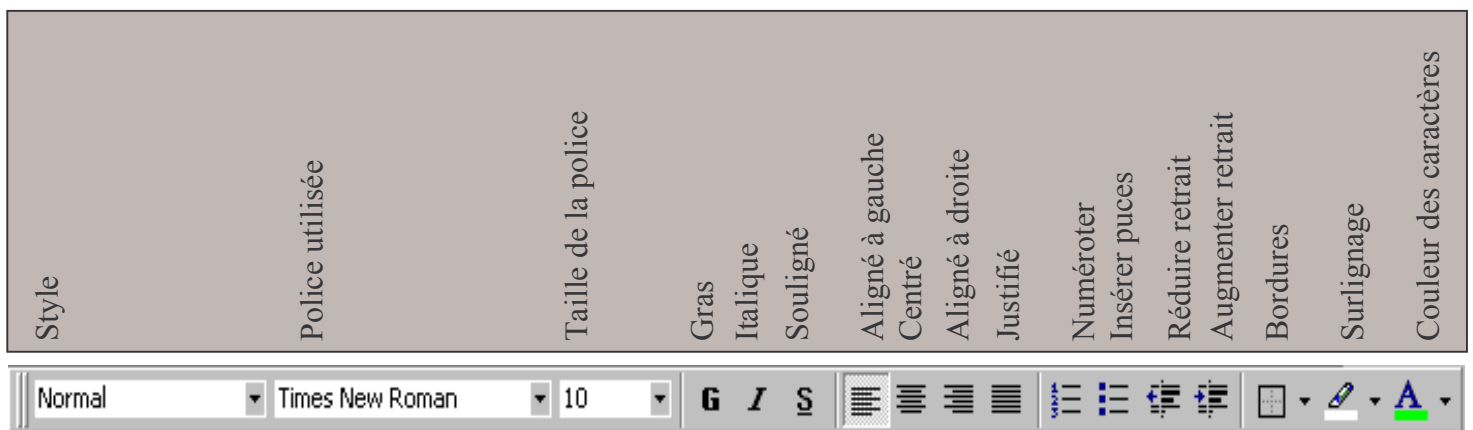 Style
Police utilisée
Taille de la police
Gras
Italique
Souligné
Aligné à gauche
Centré
Aligné à droite
Justifié
Numéroter
Insérer puces
Réduire retrait
Augmenter retrait
Bordures
Surlignage
Couleur des caractères
Normal Times New Roman 10 G I S A